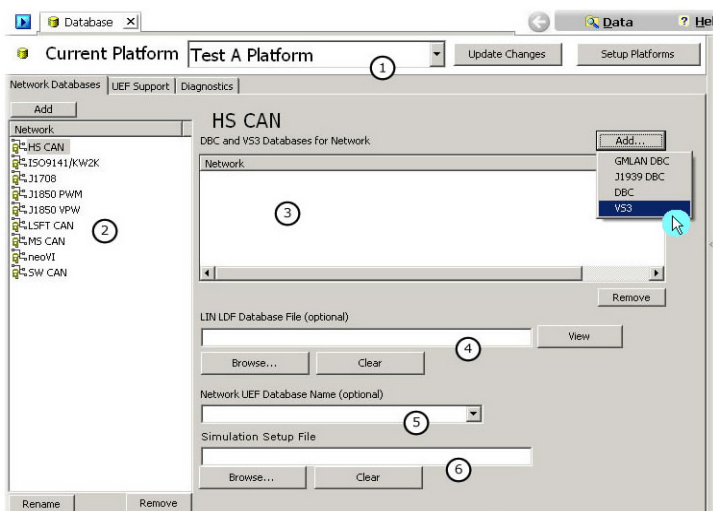 Database X
Data
? Hel
Current Platform Test A Platform
1
Update Changes
Setup Platforms
Network Databases UEF Support Diagnostics
Add
Network
HS CAN
ISO9141/KW2K
J1708
J1850 PWM
J1850 VPW
LSFT CAN
MS CAN
neoVI
SW CAN
2
Rename
Remove
HS CAN
DBC and VS3 Databases for Network
Add...
GMLAN DBC
J1939 DBC
DBC
VS3
Network
3
Remove
LIN LDF Database File (optional)
4
View
Browse...
Clear
Network UEF Database Name (optional)
5
Simulation Setup File
6
Browse...
Clear